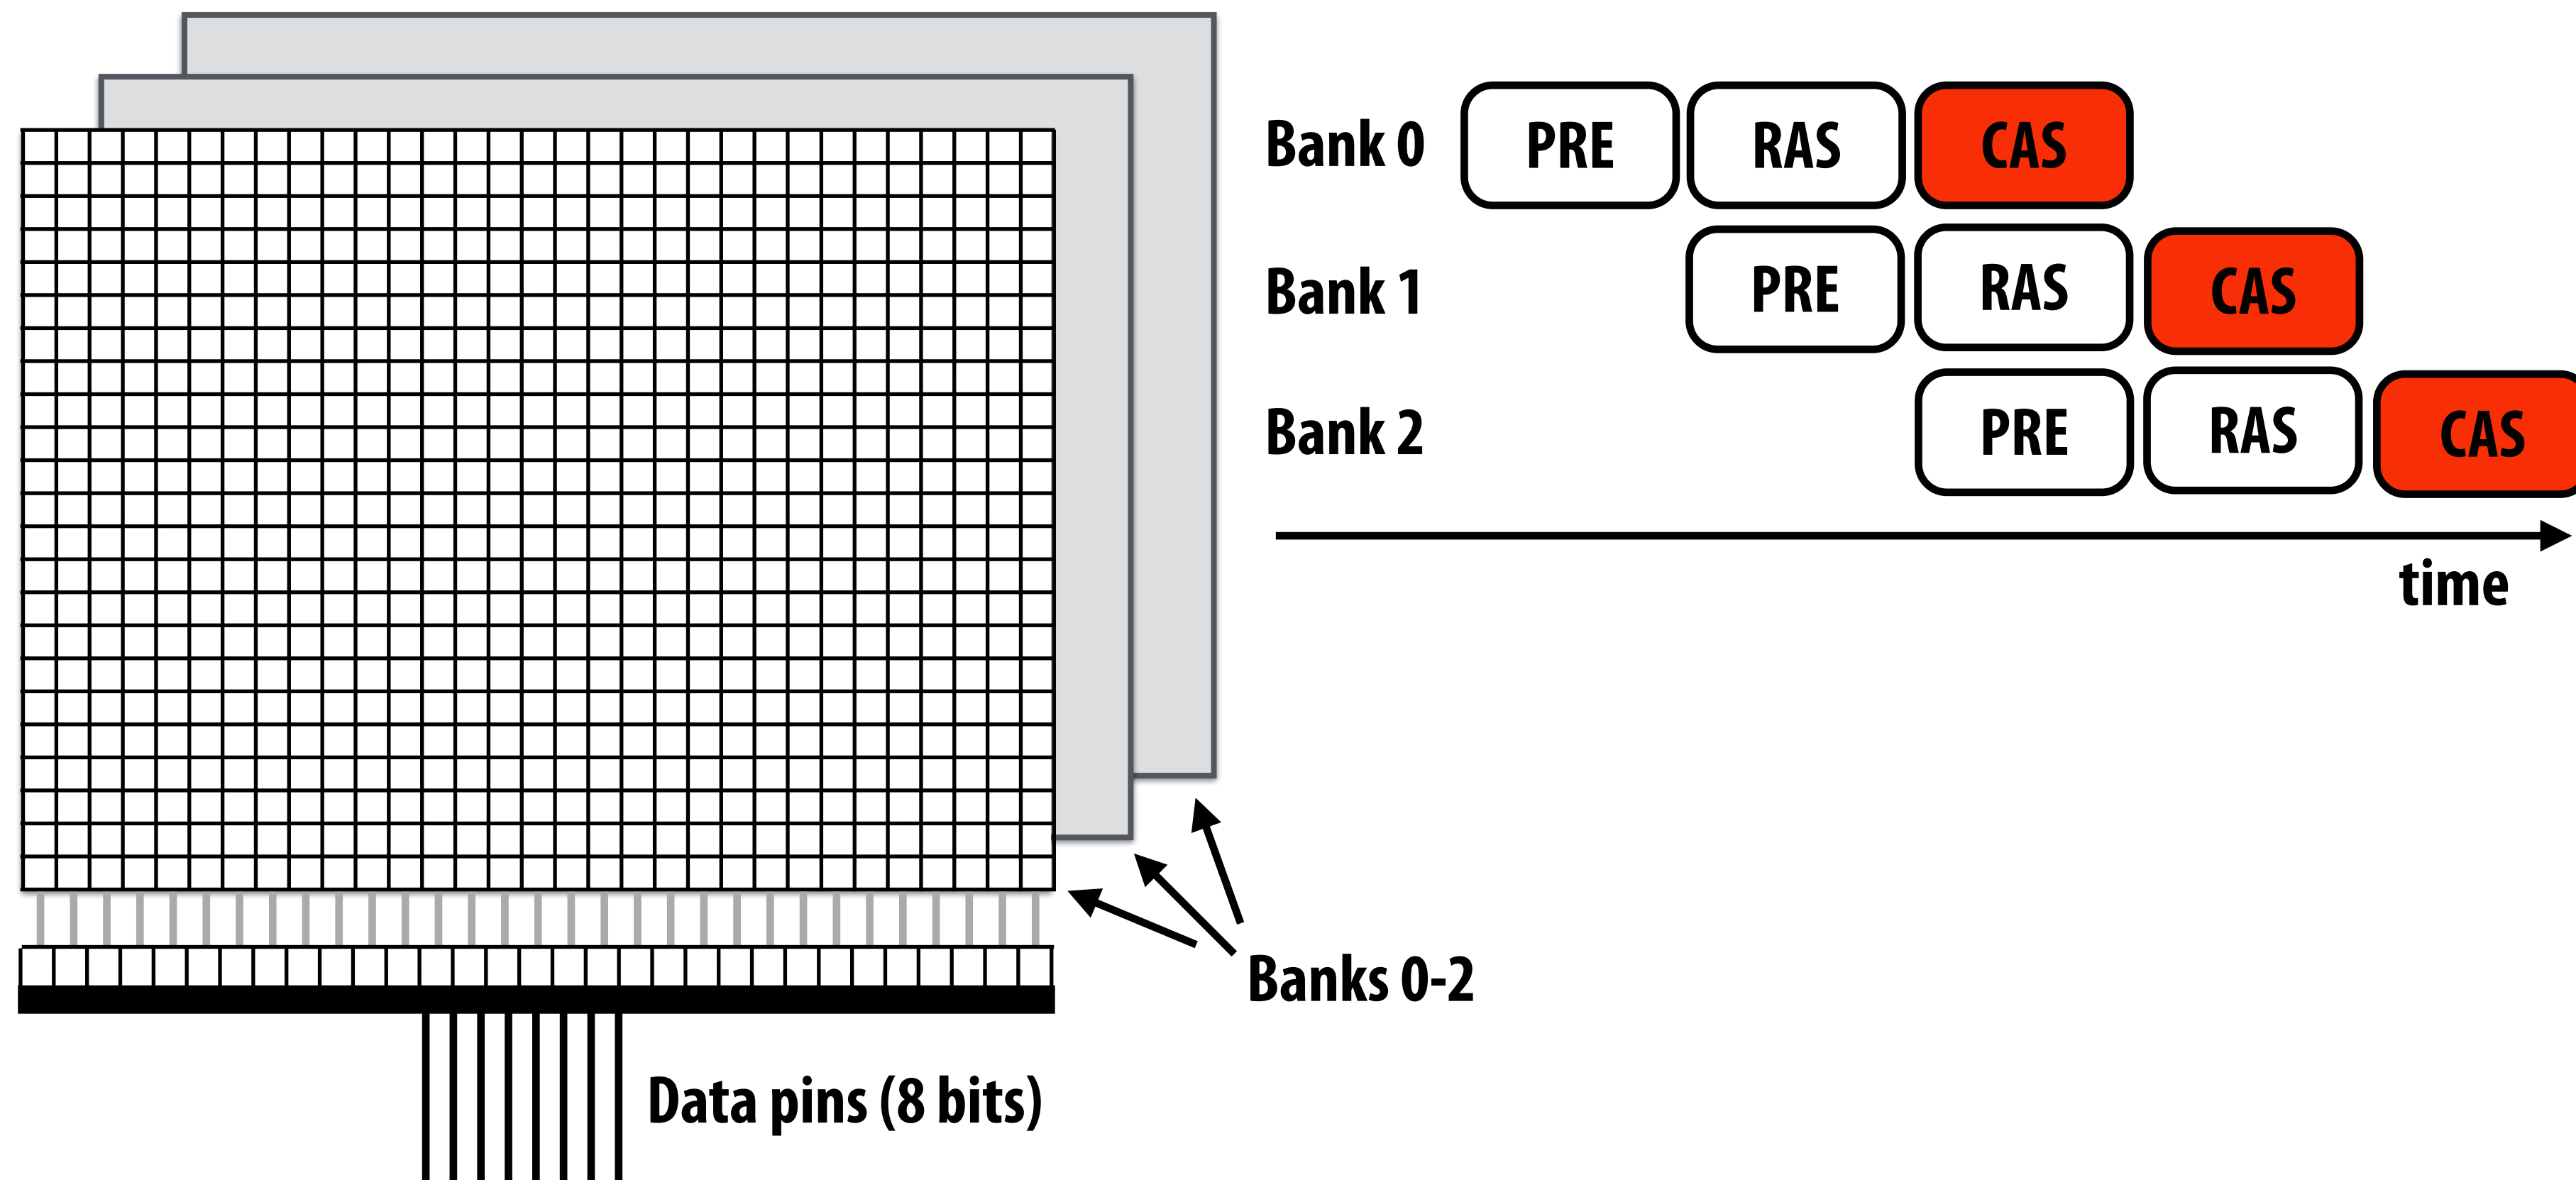 Bank 0 PRE RAS CAS
Bank 1 PRE RAS CAS
Bank 2 PRE RAS CAS
time
Banks 0-2
Data pins (8 bits)